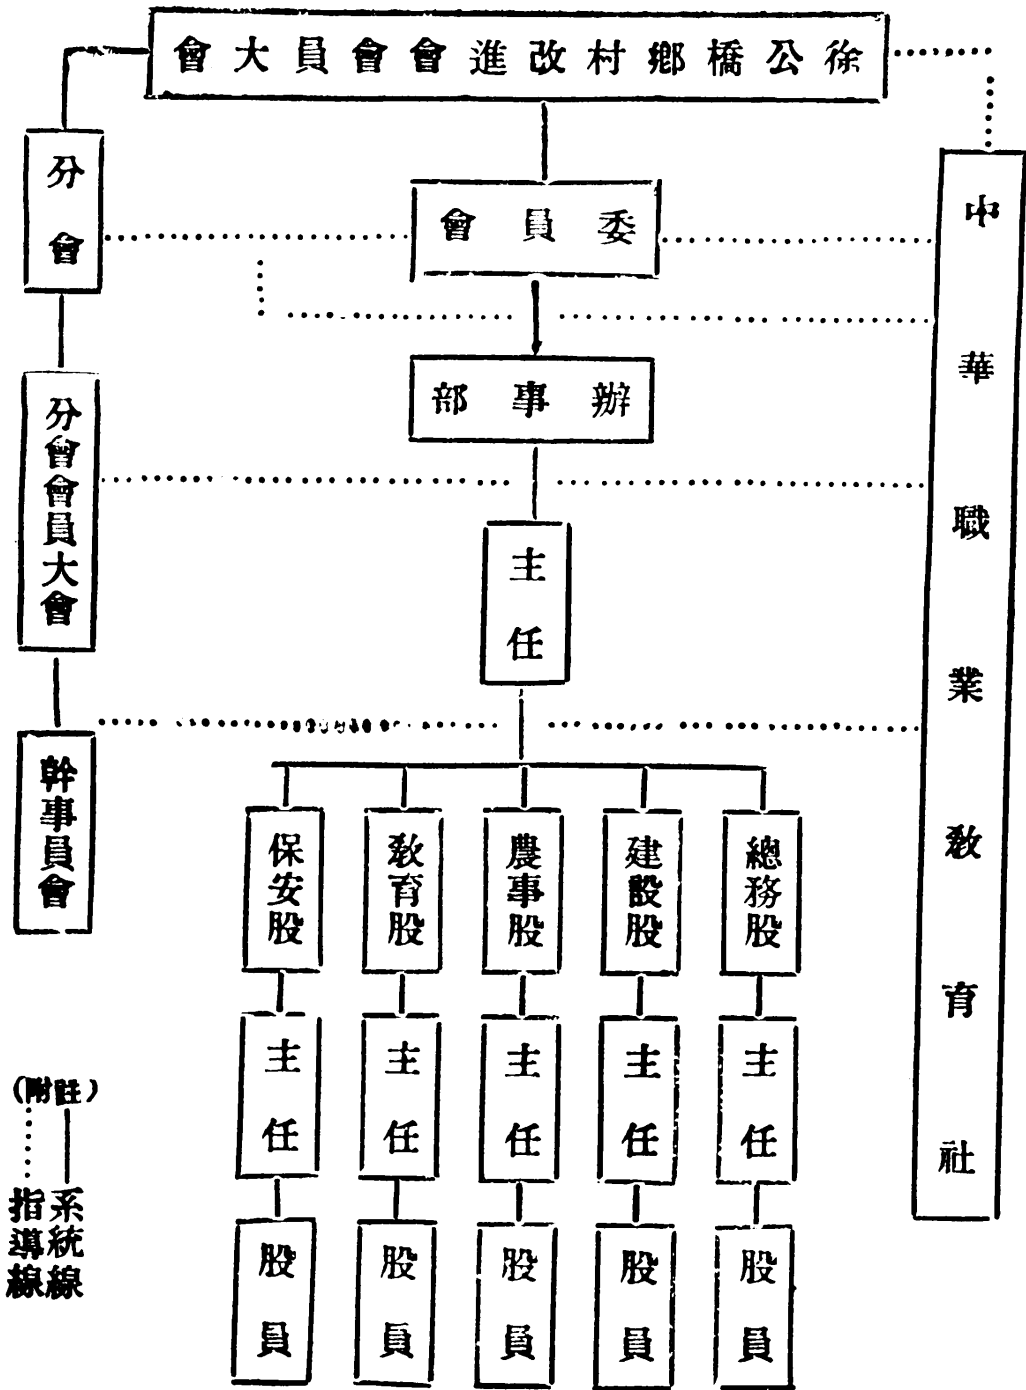 徐公橋鄉村改進會會員大會
中華職業教育社
委員會
辦事部
主任
總務股
建設股
農事股
教育股
保安股
主任
主任
主任
主任
主任
股員
股員
股員
股員
股員
分會
分會會員大會
幹事員會
(附註)
系統線
指導線